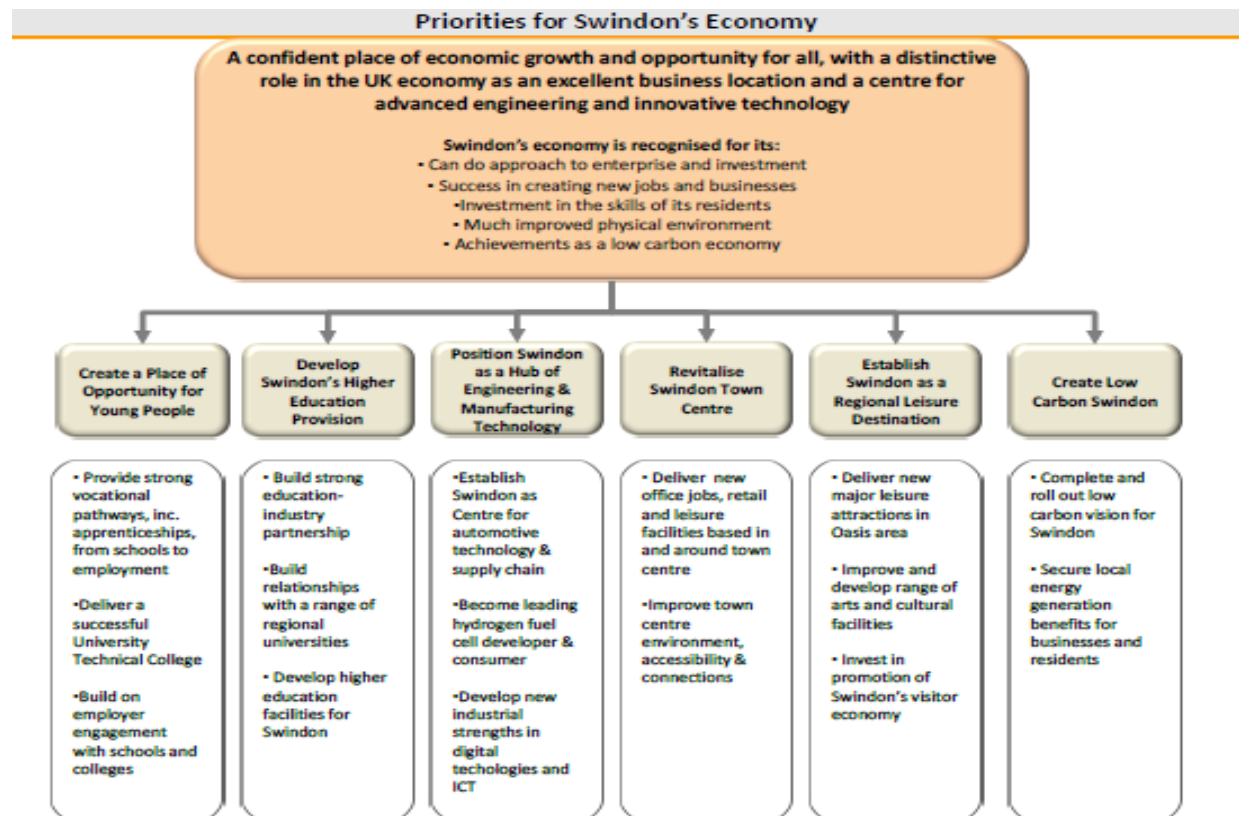 Priorities for Swindon's Economy
A confident place of economic growth and opportunity for all, with a distinctive
role in the UK economy as an excellent business location and a centre for
advanced engineering and innovative technology
Swindon's economy is recognised for its:
• Can do approach to enterprise and investment
• Success in creating new jobs and businesses
•Investment in the skills of its residents
• Much improved physical environment
• Achievements as a low carbon economy
Create a Place of
Opportunity for
Young People
Develop
Swindon's Higher
Education
Provision
Position Swindon
as a Hub of
Engineering &
Manufacturing
Technology
Revitalise
Swindon Town
Centre
Establish
Swindon as a
Regional Leisure
Destination
Create Low
Carbon Swindon
• Provide strong
vocational
pathways, inc.
apprenticeships,
from schools to
employment
•Deliver a
successful
University
Technical College
•Build on
employer
engagement
with schools and
colleges
• Build strong
education-
industry
partnership
•Build
relationships
with a range of
regional
universities
• Develop higher
education
facilities for
Swindon
•Establish
Swindon as
Centre for
automotive
technology &
supply chain
•Become leading
hydrogen fuel
cell developer &
consumer
•Develop new
industrial
strengths in
digital
techologies and
ICT
• Deliver new
office jobs, retail
and leisure
facilities based in
and around town
centre
•Improve town
centre
environment,
accessibility &
connections
• Deliver new
major leisure
attractions in
Oasis area
• Improve and
develop range of
arts and cultural
facilities
• Invest in
promotion of
Swindon's visitor
economy
• Complete and
roll out low
carbon vision for
Swindon
• Secure local
energy
generation
benefits for
businesses and
residents